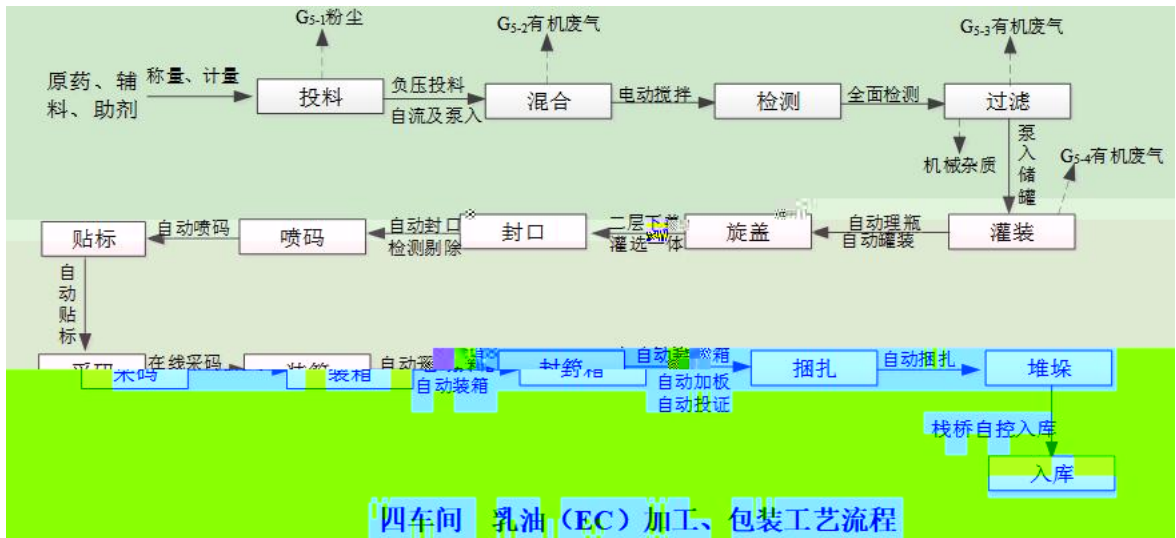 G5-1粉尘
G5-2有机废气
G5-3有机废气
原药、辅
料、助剂
称量、计量
投料
负压投料
自流及泵入
混合
电动搅拌
检测
全面检测
过滤
机械杂质
泵入储罐
G5-4有机废气
灌装
自动理瓶
自动罐装
旋盖
灌选一体
封口
自动封口
检测剔除
喷码
自动喷码
贴标
自动贴标
采码
在线采码
装箱
自动装箱
自动加板
自动投证
捆扎
自动捆扎
堆垛
栈桥自控入库
入库
四车间 乳油（EC）加工、包装工艺流程